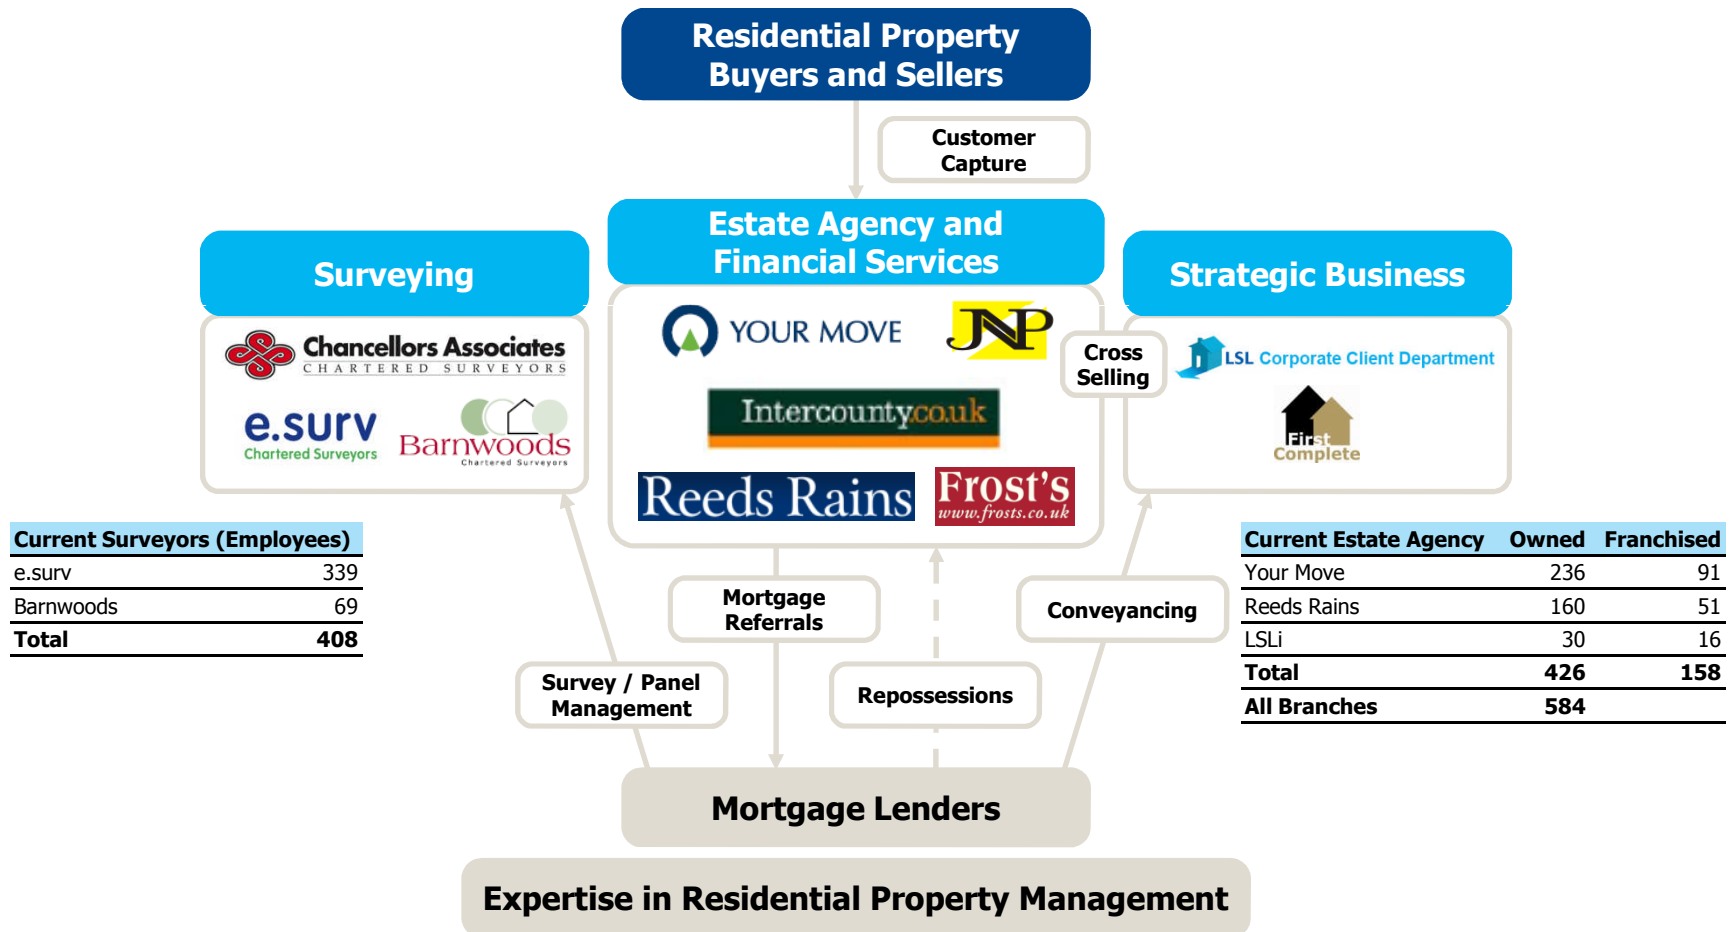 Residential Property
Buyers and Sellers
Customer
Capture
Estate Agency and
Financial Services
Surveying
Strategic Business
Chancellors Associates
CHARTERED SURVEYORS
e.surv
Chartered Surveyors
Barnwoods
Chartered Surveyors
YOUR MOVE
JNP
Intercounty.co.uk
Reeds Rains
Frost's
www.frosts.co.uk
Cross
Selling
LSL Corporate Client Department
First
Complete
Current Surveyors (Employees)
e.surv 339
Barnwoods 69
Total 408
Current Estate Agency Owned Franchised
Your Move 236 91
Reeds Rains 160 51
LSLi 30 16
Total 426 158
All Branches 584
Mortgage
Referrals
Conveyancing
Survey / Panel
Management
Repossessions
Mortgage Lenders
Expertise in Residential Property Management